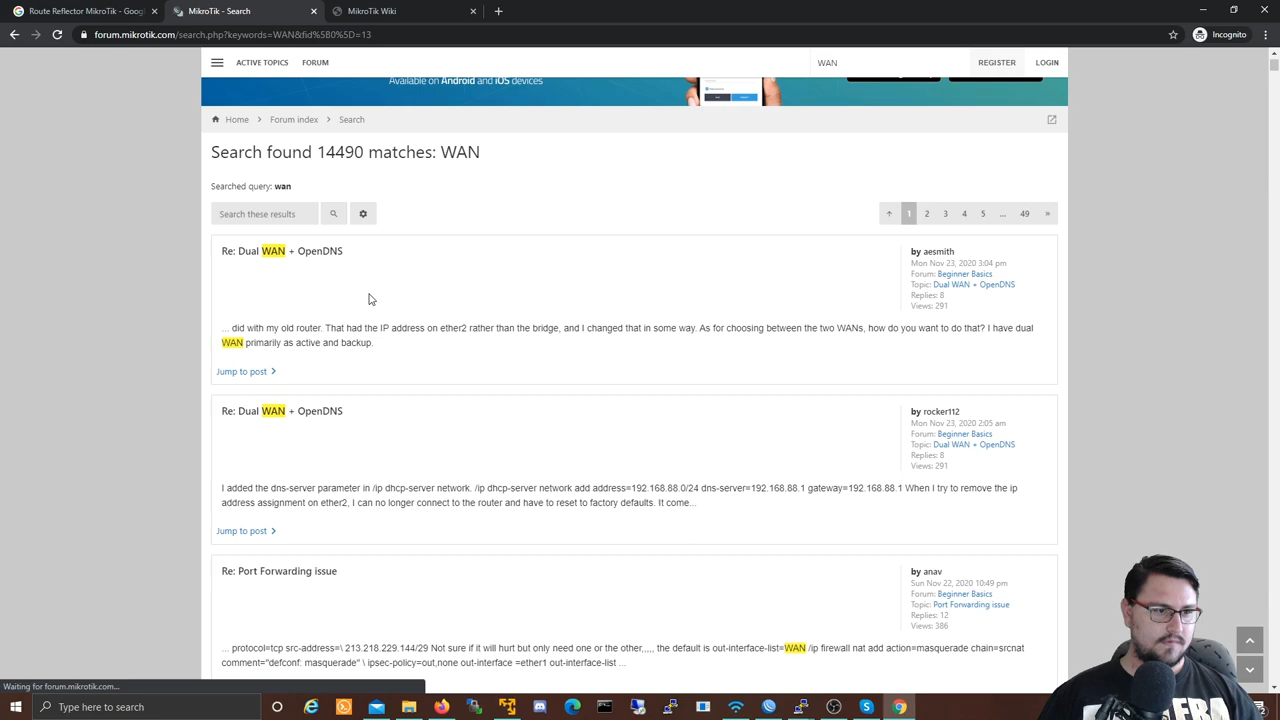 Route Reflector Mikrotik - Goog
MikroTik - Search
forum.mikrotik.com/search.php?keywords=WAN&fid%5B0%5D=13
Incognito
ACTIVE TOPICS
FORUM
WAN
REGISTER
LOGIN
Available on Android and iOS devices
Home
Forum index
Search
Search found 14490 matches: WAN
Searched query: wan
Search these results
1 2 3 4 5 ... 49 »
Re: Dual WAN + OpenDNS
by aesmith
Mon Nov 23, 2020 3:04 pm
Forum: Beginner Basics
Topic: Dual WAN + OpenDNS
Replies: 8
Views: 291
... did with my old router. That had the IP address on ether2 rather than the bridge, and I changed that in some way. As for choosing between the two WANs, how do you want to do that? I have dual
WAN primarily as active and backup.
Jump to post
Re: Dual WAN + OpenDNS
by rocker112
Mon Nov 23, 2020 2:05 am
Forum: Beginner Basics
Topic: Dual WAN + OpenDNS
Replies: 8
Views: 291
I added the dns-server parameter in /ip dhcp-server network. /ip dhcp-server network add address=192.168.88.0/24 dns-server=192.168.88.1 gateway=192.168.88.1 When I try to remove the ip
address assignment on ether2, I can no longer connect to the router and have to reset to factory defaults. It come...
Jump to post
Re: Port Forwarding issue
by anav
Sun Nov 22, 2020 10:49 pm
Forum: Beginner Basics
Topic: Port Forwarding issue
Replies: 12
Views: 386
... protocol=tcp src-address=\ 213.218.229.144/29 Not sure if it will hurt but only need one or the other,,,,, the default is out-interface-list=WAN /ip firewall nat add action=masquerade chain=srcnat
comment="defconf: masquerade" \ ipsec-policy=out,none out-interface =ether1 out-interface-list ...
Waiting for forum.mikrotik.com...
Type here to search